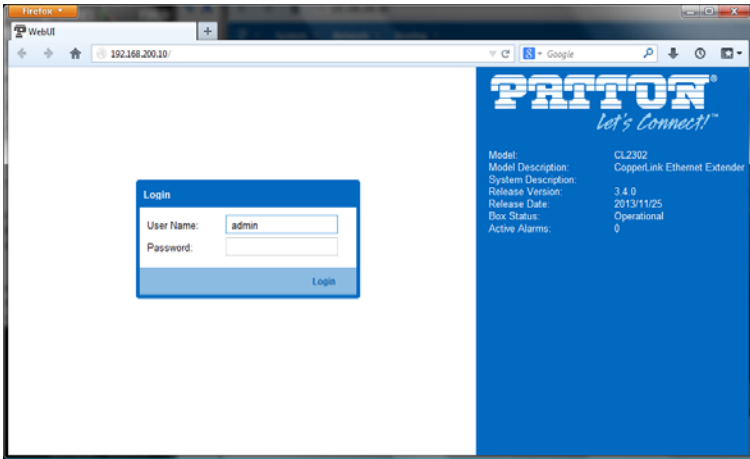 Firefox
WebUI
192.168.200.10/
Google
PATTON®
Let's Connect!™
Model: CL2302
Model Description: CopperLink Ethernet Extender
System Description:
Release Version: 3.4.0
Release Date: 2013/11/25
Box Status: Operational
Active Alarms: 0
Login
User Name: admin
Password:
Login